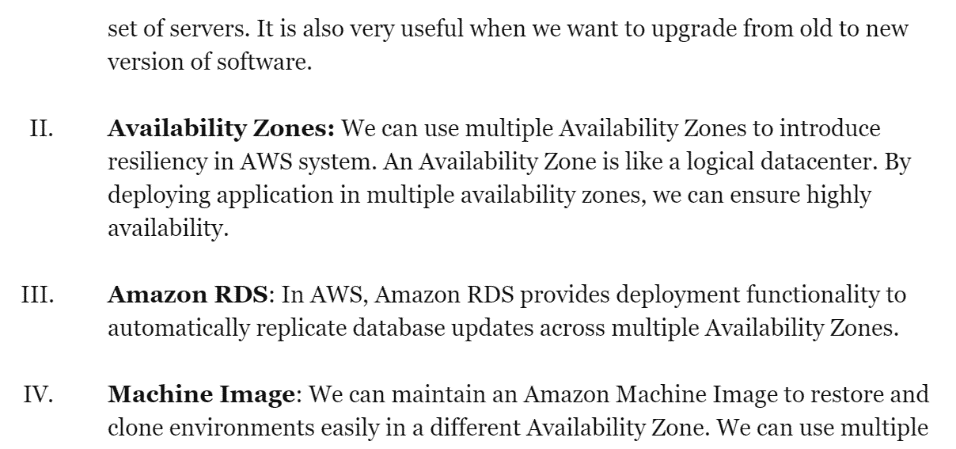 set of servers. It is also very useful when we want to upgrade from old to new
version of software.
II. Availability Zones: We can use multiple Availability Zones to introduce
resiliency in AWS system. An Availability Zone is like a logical datacenter. By
deploying application in multiple availability zones, we can ensure highly
availability.
III. Amazon RDS: In AWS, Amazon RDS provides deployment functionality to
automatically replicate database updates across multiple Availability Zones.
IV. Machine Image: We can maintain an Amazon Machine Image to restore and
clone environments easily in a different Availability Zone. We can use multiple